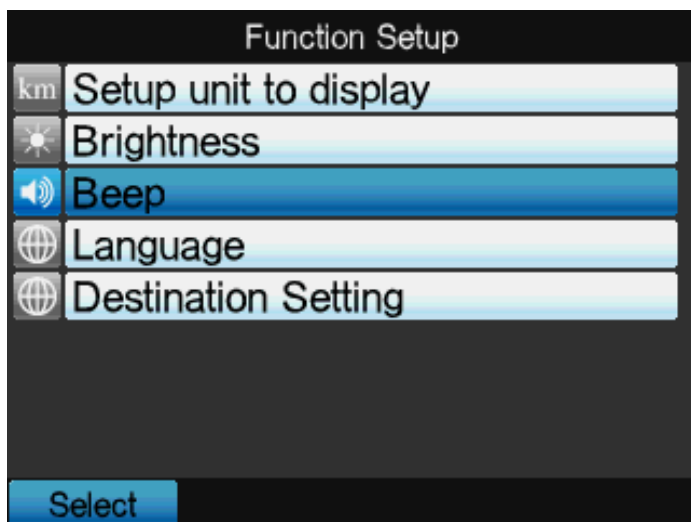 Function Setup
km Setup unit to display
Brightness
Beep
Language
Destination Setting
Select